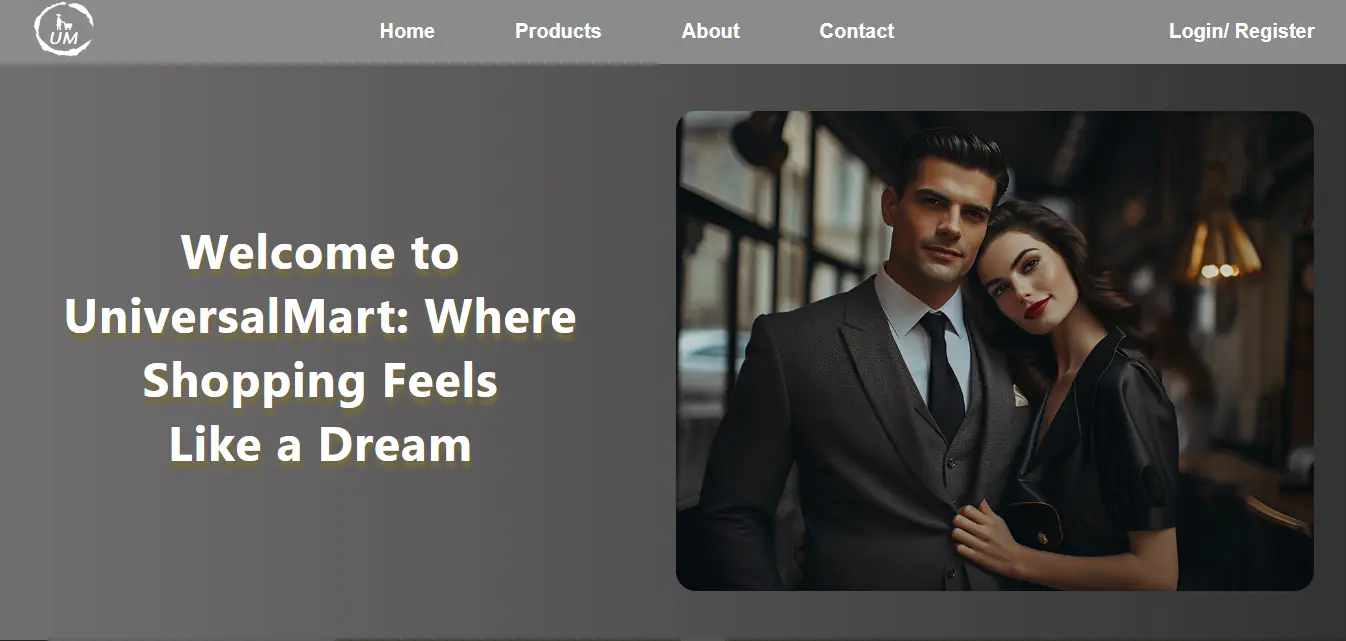 UM
Home
Products
About
Contact
Login/ Register
Welcome to
UniversalMart: Where
Shopping Feels
Like a Dream